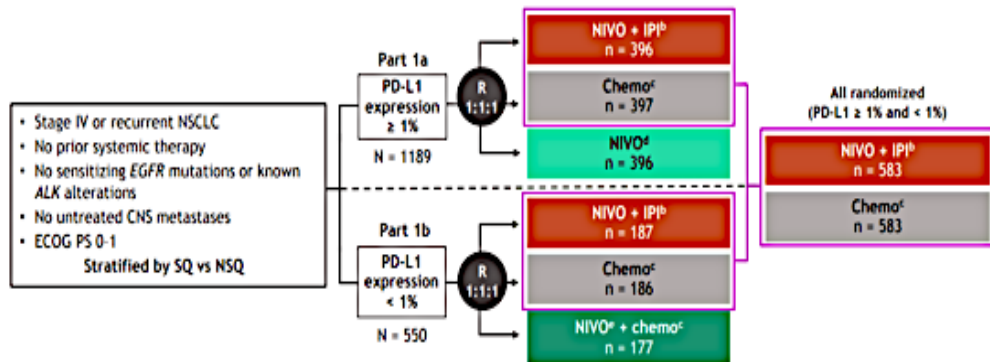 • Stage IV or recurrent NSCLC
• No prior systemic therapy
• No sensitizing EGFR mutations or known
ALK alterations
• No untreated CNS metastases
• ECOG PS 0-1
Stratified by SQ vs NSQ
Part 1a
PD-L1
expression
≥ 1%
N = 1189
R
1:1:1
NIVO + IPIᵇ
n = 396
Chemoᶜ
n = 397
NIVOᵈ
n = 396
Part 1b
PD-L1
expression
< 1%
N = 550
R
1:1:1
NIVO + IPIᵇ
n = 187
Chemoᶜ
n = 186
NIVOᵉ + chemoᶜ
n = 177
All randomized
(PD-L1 ≥ 1% and < 1%)
NIVO + IPIᵇ
n = 583
Chemoᶜ
n = 583